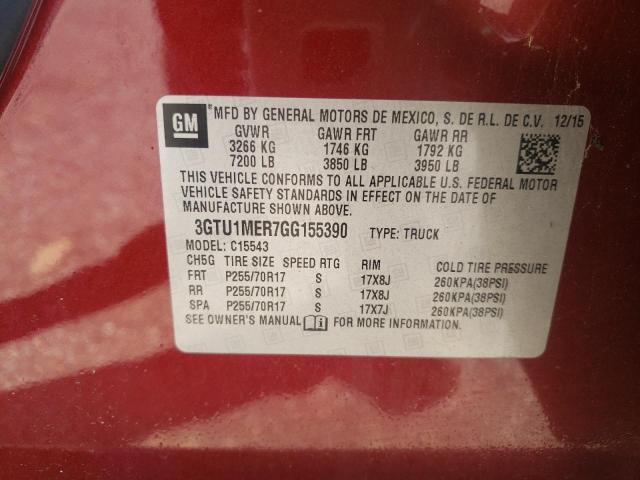 GM
®MFD BY GENERAL MOTORS DE MEXICO, S. DE R.L. DE C.V. 12/15
GVWR GAWR FRT GAWR RR
3266 KG 1746 KG 1792 KG
7200 LB 3850 LB 3950 LB
THIS VEHICLE CONFORMS TO ALL APPLICABLE U.S. FEDERAL MOTOR
VEHICLE SAFETY STANDARDS IN EFFECT ON THE DATE OF
MANUFACTURE SHOWN ABOVE.
3GTU1MER7GG155390 TYPE: TRUCK
MODEL: C15543
CH5G TIRE SIZE SPEED RTG RIM COLD TIRE PRESSURE
FRT P255/70R17 S 17X8J 260KPA(38PSI)
RR P255/70R17 S 17X8J 260KPA(38PSI)
SPA P255/70R17 S 17X7J 260KPA(38PSI)
SEE OWNER'S MANUAL FOR MORE INFORMATION.